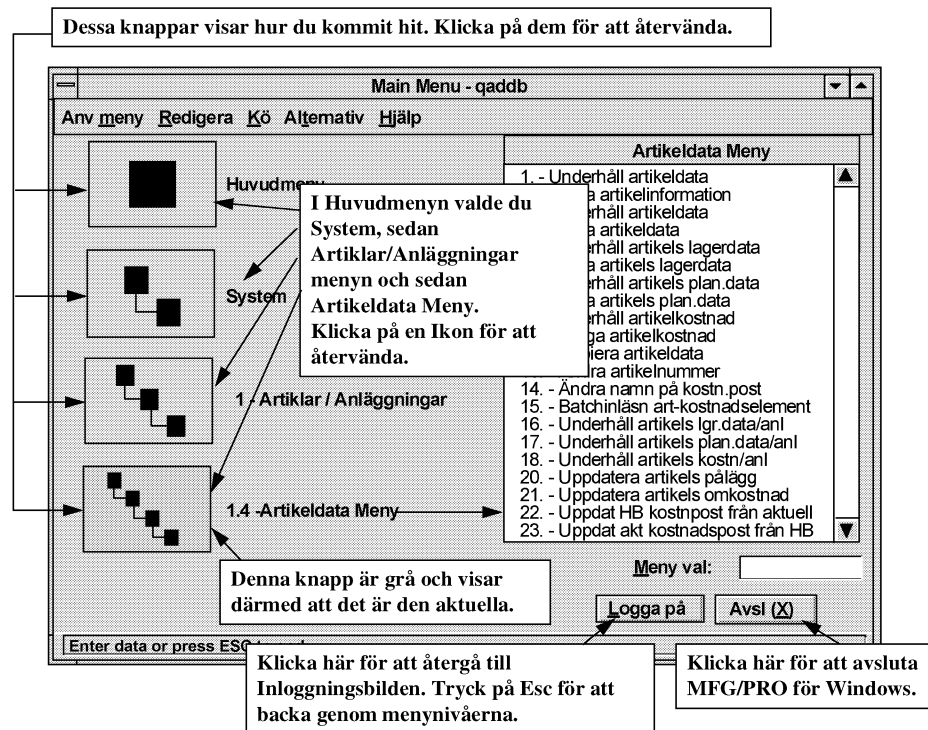 Dessa knappar visar hur du kommit hit. Klicka på dem för att återvända.
Main Menu - qaddb
Anv meny Redigera Kö Alternativ Hjälp
Artikeldata Meny
Huvudmeny
System
1 - Artiklar / Anläggningar
1.4 -Artikeldata Meny
I Huvudmenyn valde du
System, sedan
Artiklar/Anläggningar
menyn och sedan
Artikeldata Meny.
Klicka på en Ikon för att
återvända.
1. - Underhåll artikeldata
artikelinformation
artikeldata
artikeldata
artikels lagerdata
artikels lagerdata
artikels plan.data
artikels plan.data
artikelkostnad
artikelkostnad
artikeldata
artikelnummer
14. - Ändra namn på kostn.post
15. - Batchinläsn art-kostnadselement
16. - Underhåll artikels lgr.data/anl
17. - Underhåll artikels plan.data/anl
18. - Underhåll artikels kostn/anl
20. - Uppdatera artikels pålägg
21. - Uppdatera artikels omkostnad
22. - Uppdat HB kostnpost från aktuell
23. - Uppdat akt kostnadspost från HB
Denna knapp är grå och visar
därmed att det är den aktuella.
Meny val:
Logga på Avsl (X)
Enter data or press ESC
Klicka här för att återgå till
Inloggningsbilden. Tryck på Esc för att
backa genom menynivåerna.
Klicka här för att avsluta
MFG/PRO för Windows.